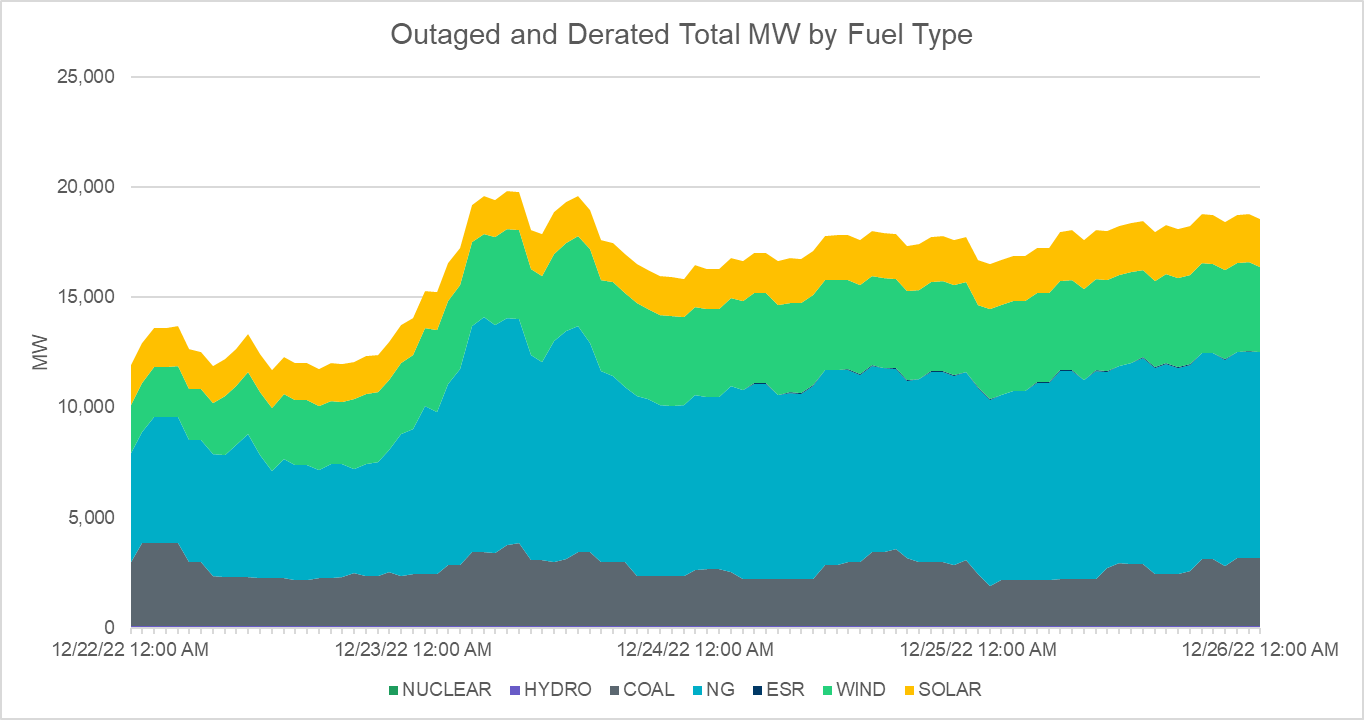 Outaged and Derated Total MW by Fuel Type
25,000
20,000
15,000
10,000
5,000
0
MW
12/22/22 12:00 AM 12/23/22 12:00 AM 12/24/22 12:00 AM 12/25/22 12:00 AM 12/26/22 12:00 AM
NUCLEAR HYDRO COAL NG ESR WIND SOLAR